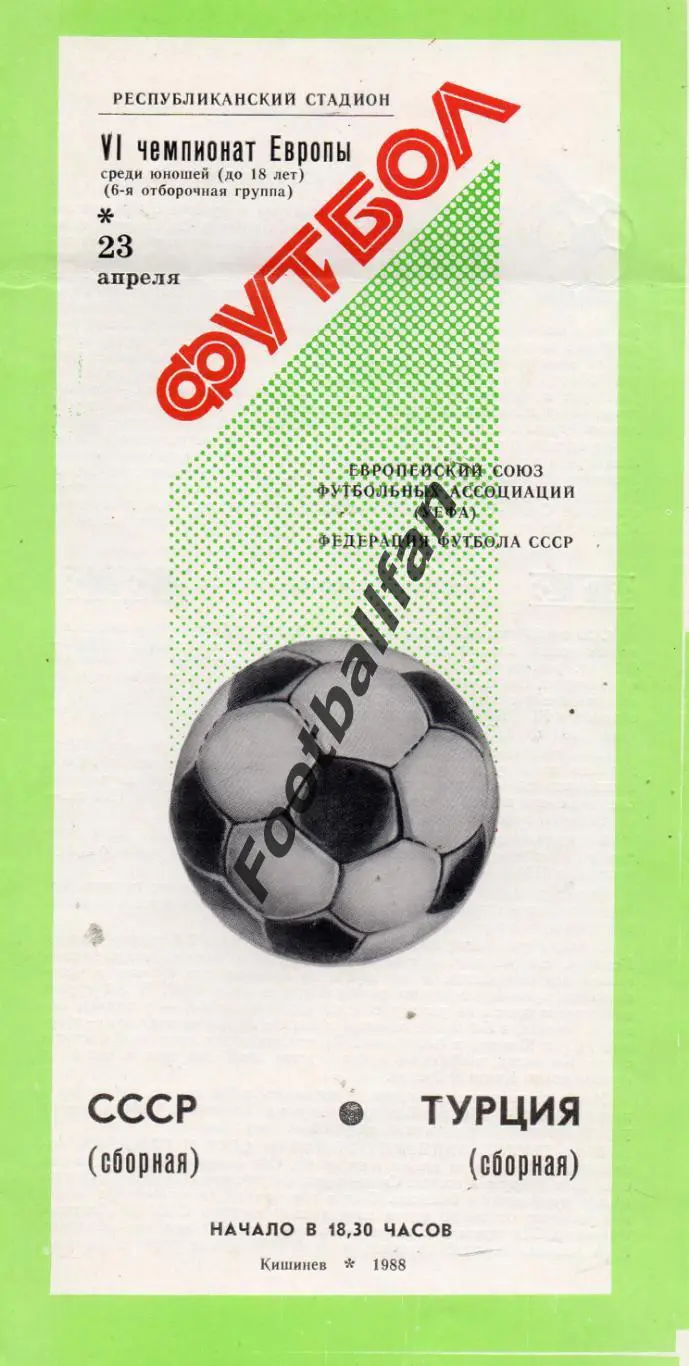 РЕСПУБЛИКАНСКИЙ СТАДИОН
VI чемпионат Европы
среди юношей (до 18 лет)
(6-я отборочная группа)
*
23
апреля
ФУТБОЛ
ЕВРОПЕЙСКИЙ СОЮЗ
ФУТБОЛЬНЫХ АССОЦИАЦИЙ
(УЕФА)
ФЕДЕРАЦИЯ ФУТБОЛА СССР
Footballfan
СССР • ТУРЦИЯ
(сборная) (сборная)
НАЧАЛО В 18,30 ЧАСОВ
Кишинев * 1988